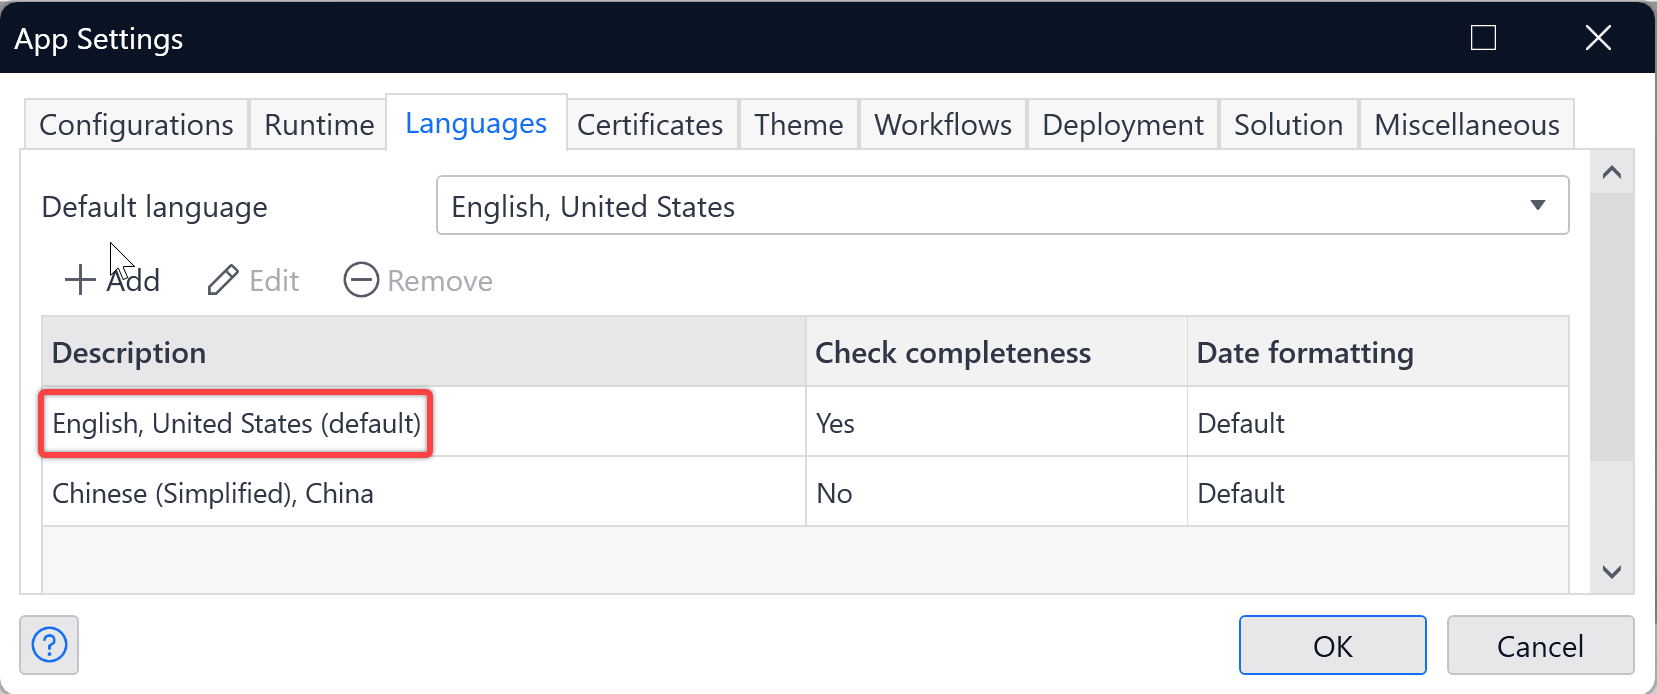 App Settings
Configurations Runtime Languages Certificates Theme Workflows Deployment Solution Miscellaneous
Default language English, United States
Add Edit Remove
Description Check completeness Date formatting
English, United States (default) Yes Default
Chinese (Simplified), China No Default
? OK Cancel